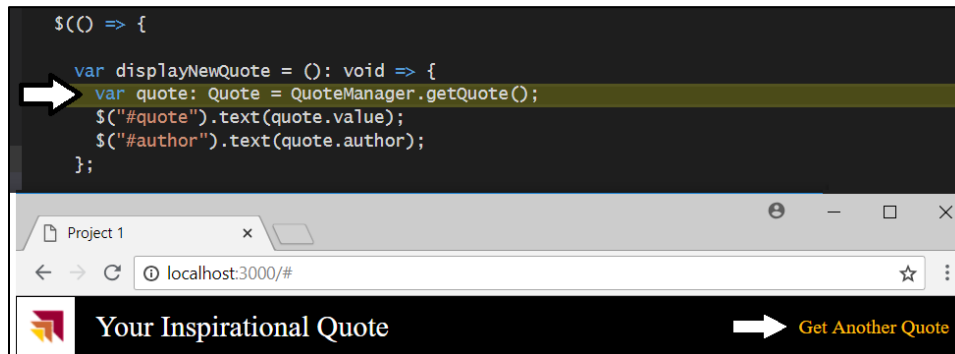 $(() => {
var displayNewQuote = (): void => {
var quote: Quote = QuoteManager.getQuote();
$("#quote").text(quote.value);
$("#author").text(quote.author);
};
Project 1
localhost:3000/#
Your Inspirational Quote
Get Another Quote